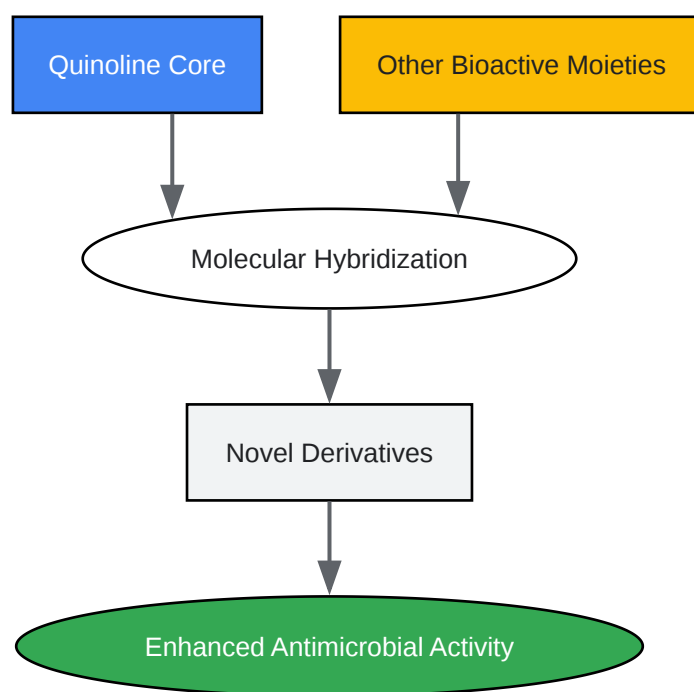 Quinoline Core
Other Bioactive Moieties
Molecular Hybridization
Novel Derivatives
Enhanced Antimicrobial Activity